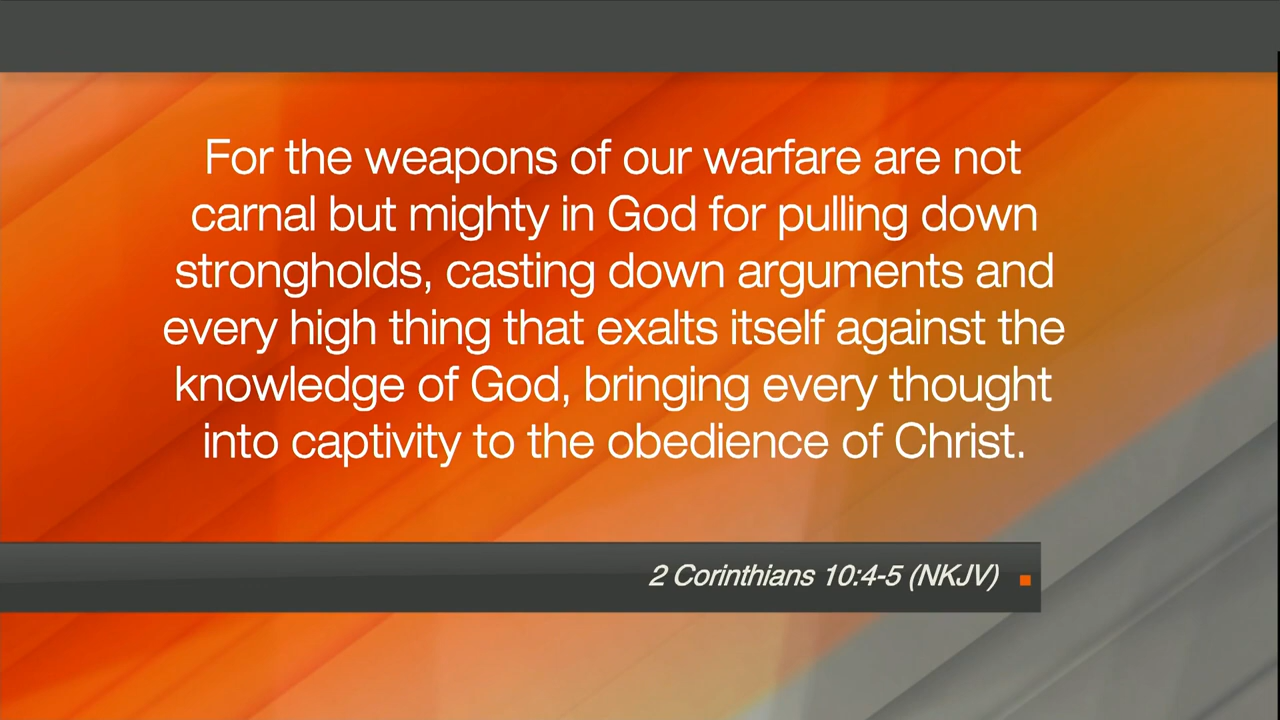 For the weapons of our warfare are not
carnal but mighty in God for pulling down
strongholds, casting down arguments and
every high thing that exalts itself against the
knowledge of God, bringing every thought
into captivity to the obedience of Christ.
2 Corinthians 10:4-5 (NKJV)